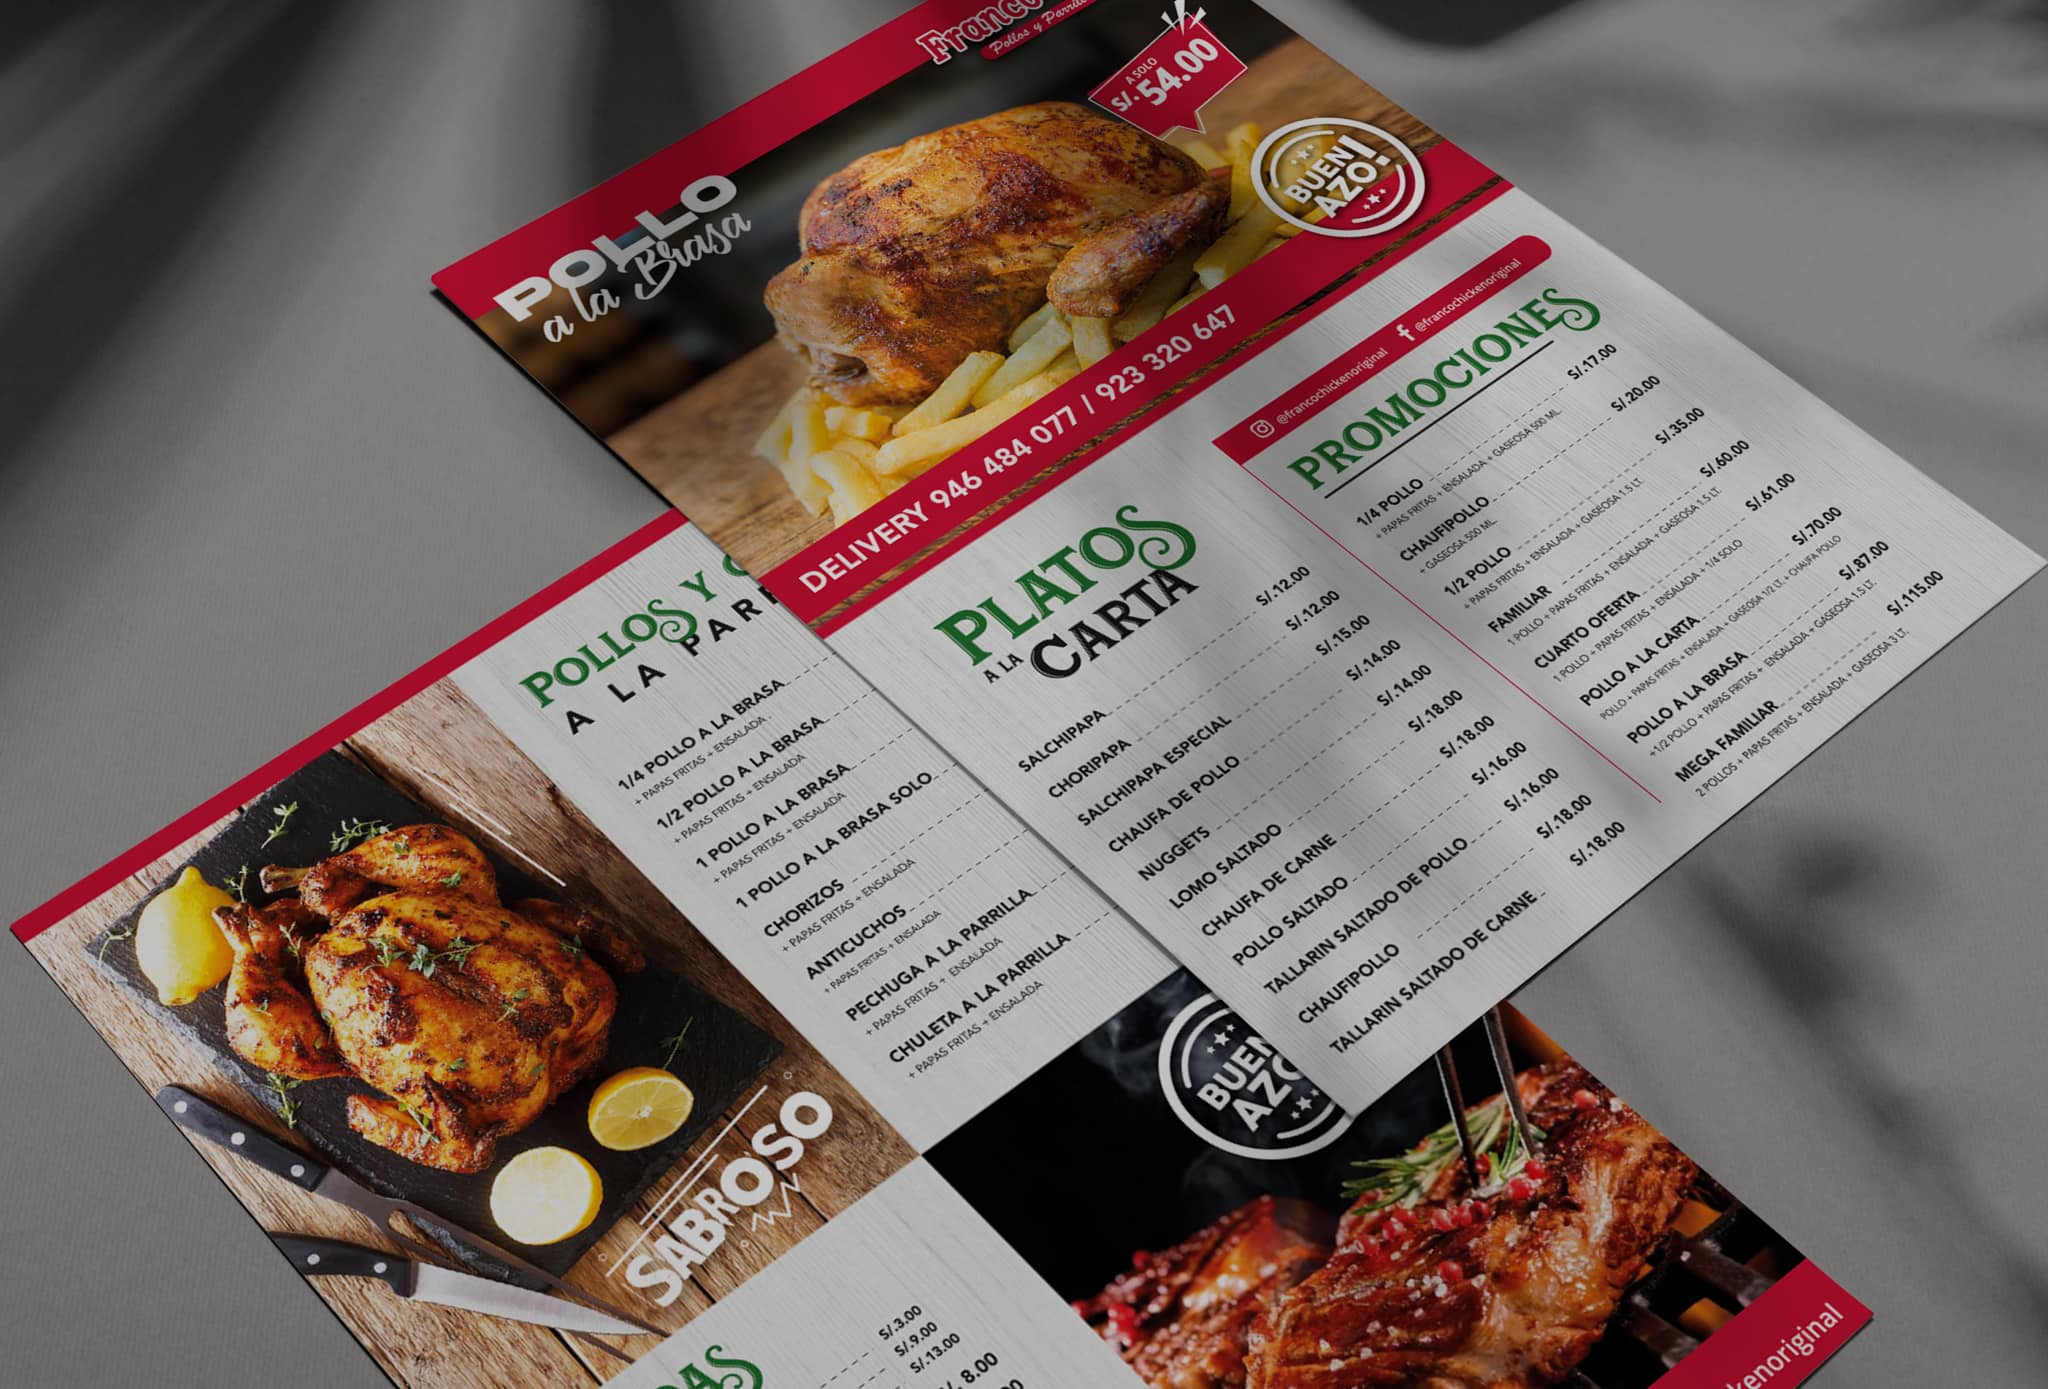 Franco
Pollos y Parrill
A SOLO
S/.54.00
BUEN
AZO!
POLLO
a la Brasa
DELIVERY 946 484 077 / 923 320 647
@francochickenoriginal @francochickenoriginal
PLATOS
A LA CARTA
SALCHIPAPA S/.12.00
CHORIPAPA S/.12.00
SALCHIPAPA ESPECIAL S/.15.00
CHAUFA DE POLLO S/.14.00
NUGGETS S/.14.00
LOMO SALTADO S/.18.00
CHAUFA DE CARNE S/.18.00
POLLO SALTADO S/.16.00
TALLARIN SALTADO DE POLLO S/.16.00
CHAUFIPOLLO S/.18.00
TALLARIN SALTADO DE CARNE S/.18.00
PROMOCIONES
1/4 POLLO S/.17.00
+ PAPAS FRITAS + ENSALADA + GASEOSA 500 ML.
CHAUFIPOLLO S/.20.00
+ GASEOSA 500 ML.
1/2 POLLO S/.35.00
+ PAPAS FRITAS + ENSALADA + GASEOSA 1.5 LT.
FAMILIAR S/.60.00
1 POLLO + PAPAS FRITAS + ENSALADA + GASEOSA 1.5 LT.
CUARTO OFERTA S/.61.00
1 POLLO + PAPAS FRITAS + ENSALADA + 1/4 SOLO
POLLO A LA CARTA S/.70.00
POLLO + PAPAS FRITAS + ENSALADA + GASEOSA 1/2 LT. + CHAUFA POLLO
POLLO A LA BRASA S/.87.00
+1/2 POLLO + PAPAS FRITAS + ENSALADA + GASEOSA 1.5 LT.
MEGA FAMILIAR S/.115.00
2 POLLOS + PAPAS FRITAS + ENSALADA + GASEOSA 3 LT.
POLLOS Y
A LA PAR
1/4 POLLO A LA BRASA
+ PAPAS FRITAS + ENSALADA
1/2 POLLO A LA BRASA
+ PAPAS FRITAS + ENSALADA
1 POLLO A LA BRASA
+ PAPAS FRITAS + ENSALADA
1 POLLO A LA BRASA SOLO
CHORIZOS
+ PAPAS FRITAS + ENSALADA
ANTICUCHOS
+ PAPAS FRITAS + ENSALADA
PECHUGA A LA PARRILLA
+ PAPAS FRITAS + ENSALADA
CHULETA A LA PARRILLA
+ PAPAS FRITAS + ENSALADA
SABROSO
BUEN
AZO
DAS
S/.3.00
S/.9.00
S/.13.00
S/. 8.00
kenoriginal